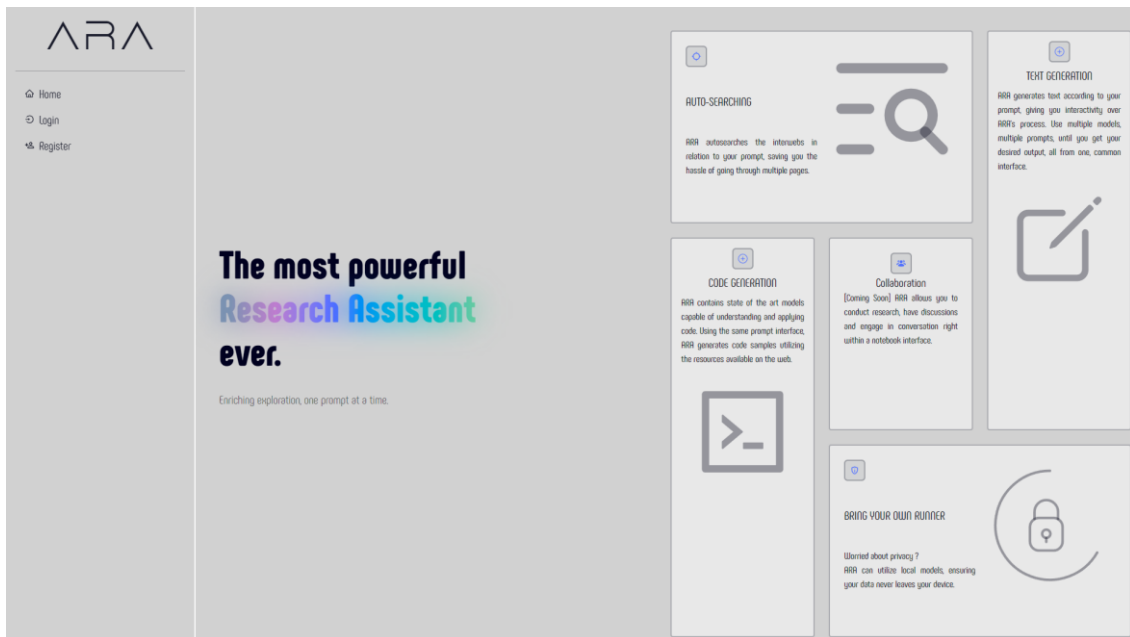 ARA
Home
Login
Register
The most powerful
Research Assistant
ever.
Enriching exploration, one prompt at a time.
AUTO-SEARCHING
ARA autosearches the interwebs in
relation to your prompt, saving you the
hassle of going through multiple pages.
TEXT GENERATION
ARA generates text according to your
prompt, giving you interactivity over
ARA's process. Use multiple models,
multiple prompts, until you get your
desired output, all from one, common
interface.
CODE GENERATION
ARA contains state of the art models
capable of understanding and applying
code. Using the same prompt interface,
ARA generates code samples utilizing
the resources available on the web.
Collaboration
[Coming Soon] ARA allows you to
conduct research, have discussions
and engage in conversation right
within a notebook interface.
BRING YOUR OWN RUNNER
Worried about privacy ?
ARA can utilize local models, ensuring
your data never leaves your device.